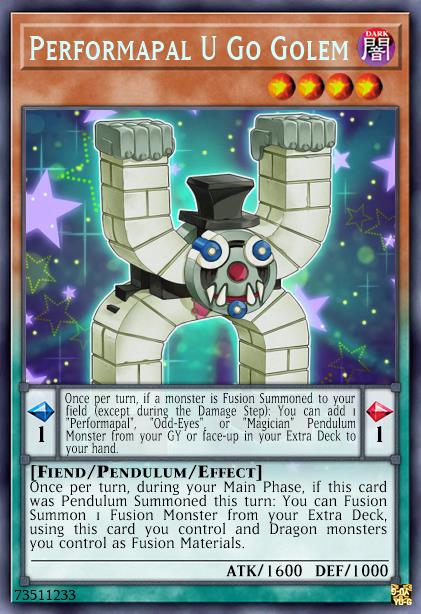 PERFORMAPAL U GO GOLEM
DARK
闇
Once per turn, if a monster is Fusion Summoned to your
field (except during the Damage Step): You can add 1
"Performapal", "Odd-Eyes", or "Magician" Pendulum
Monster from your GY or face-up in your Extra Deck to
your hand.
1
1
[FIEND/PENDULUM/EFFECT]
Once per turn, during your Main Phase, if this card
was Pendulum Summoned this turn: You can Fusion
Summon 1 Fusion Monster from your Extra Deck,
using this card you control and Dragon monsters
you control as Fusion Materials.
ATK/1600 DEF/1000
73511233